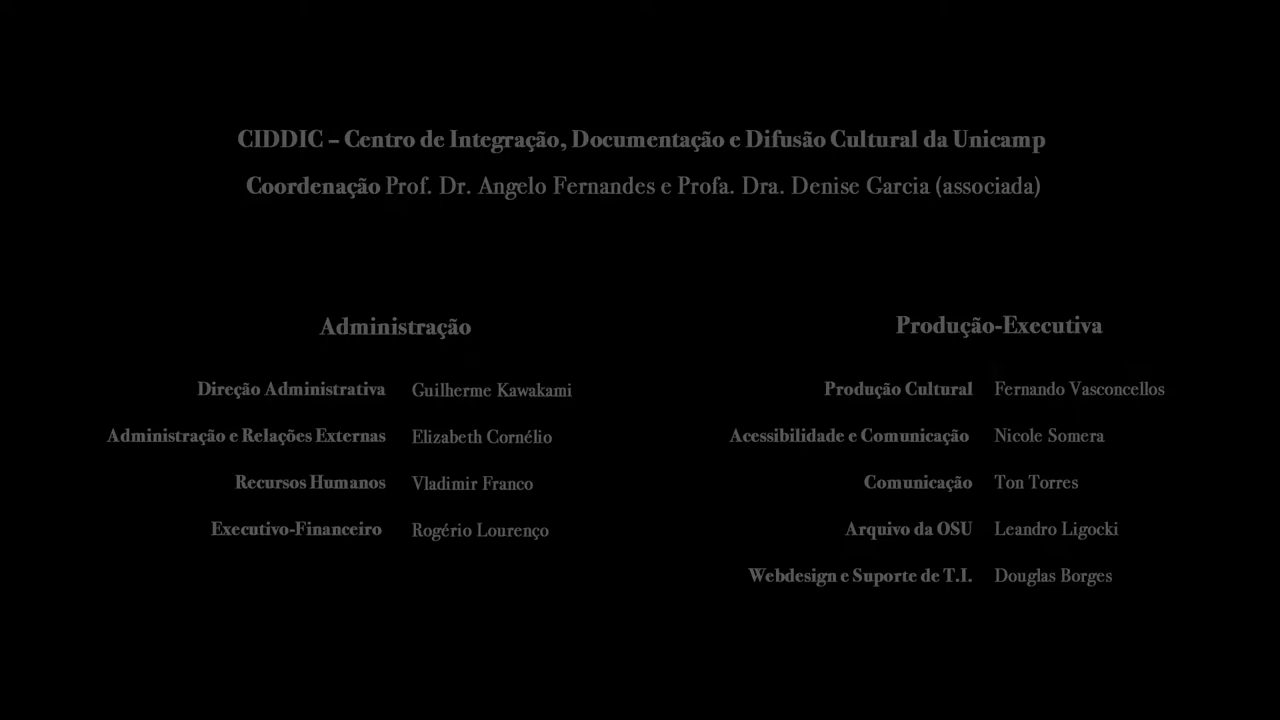 CIDDIC – Centro de Integração, Documentação e Difusão Cultural da Unicamp
Coordenação Prof. Dr. Angelo Fernandes e Profa. Dra. Denise Garcia (associada)
Administração
Direção Administrativa Guilherme Kawakami
Administração e Relações Externas Elizabeth Cornélio
Recursos Humanos Vladimir Franco
Executivo-Financeiro Rogério Lourenço
Produção-Executiva
Produção Cultural Fernando Vasconcellos
Acessibilidade e Comunicação Nicole Somera
Comunicação Ton Torres
Arquivo da OSU Leandro Ligocki
Webdesign e Suporte de T.I. Douglas Borges